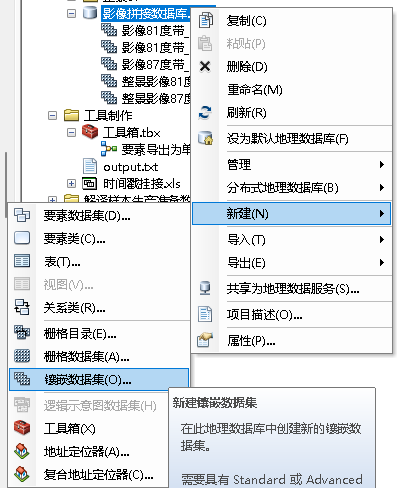 影像拼接数据库.
影像81度带_
影像87度带_
影像87度带_
整景影像81度
整景影像87度
工具制作
工具箱.tbx
要素导出为单
output.txt
时间戳挂接.xls
解译样本生产准备数
复制(C)
粘贴(P)
删除(D)
重命名(M)
刷新(R)
设为默认地理数据库(F)
管理
分布式地理数据库(B)
新建(N)
导入(T)
导出(E)
共享为地理数据服务(S)...
项目描述(O)...
属性(P)...
要素数据集(D)...
要素类(C)...
表(T)...
视图(V)...
关系类(R)...
栅格目录(E)...
栅格数据集(A)...
镶嵌数据集(O)...
逻辑示意图数据集(H)
工具箱(X)
地址定位器(A)...
复合地址定位器(C)...
新建镶嵌数据集
在此地理数据库中创建新的镶嵌数
据集。
需要具有 Standard 或 Advanced